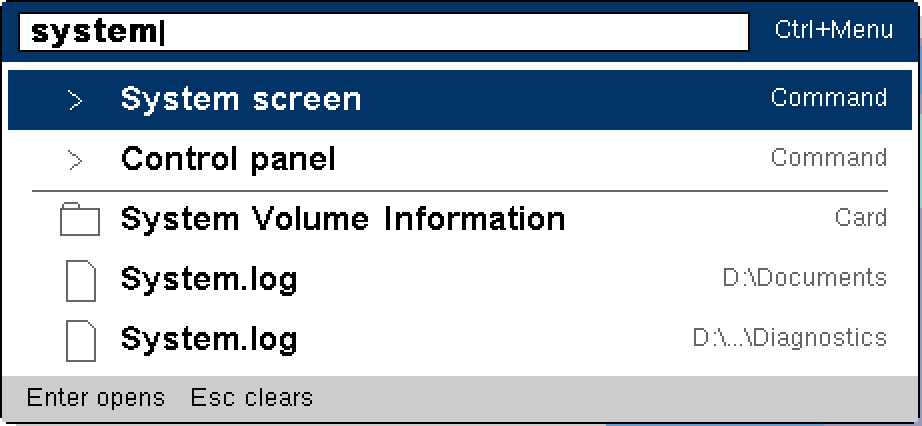 system Ctrl+Menu
> System screen Command
> Control panel Command
System Volume Information Card
System.log D:\Documents
System.log D:\...\Diagnostics
Enter opens Esc clears